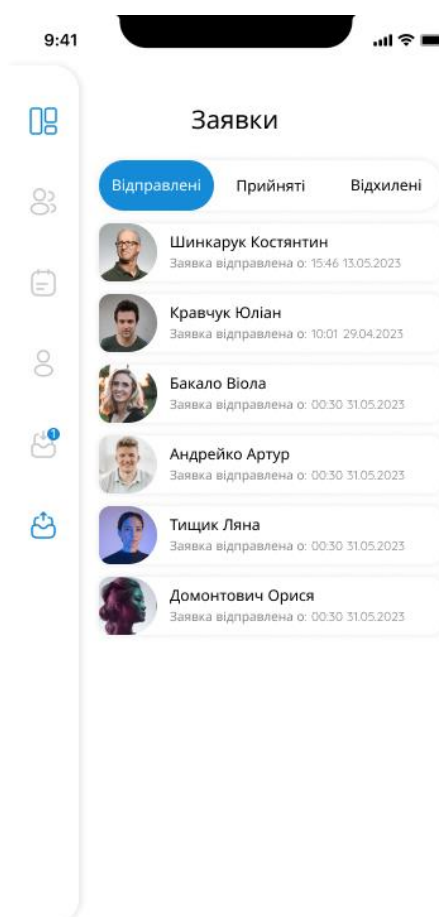 9:41
Заявки
Відправлені Прийняті Відхилені
Шинкарук Костянтин
Заявка відправлена о: 15:46 13.05.2023
Кравчук Юліан
Заявка відправлена о: 10:01 29.04.2023
Бакало Віола
Заявка відправлена о: 00:30 31.05.2023
Андрейко Артур
Заявка відправлена о: 00:30 31.05.2023
1
Тищик Ляна
Заявка відправлена о: 00:30 31.05.2023
Домонтович Орися
Заявка відправлена о: 00:30 31.05.2023